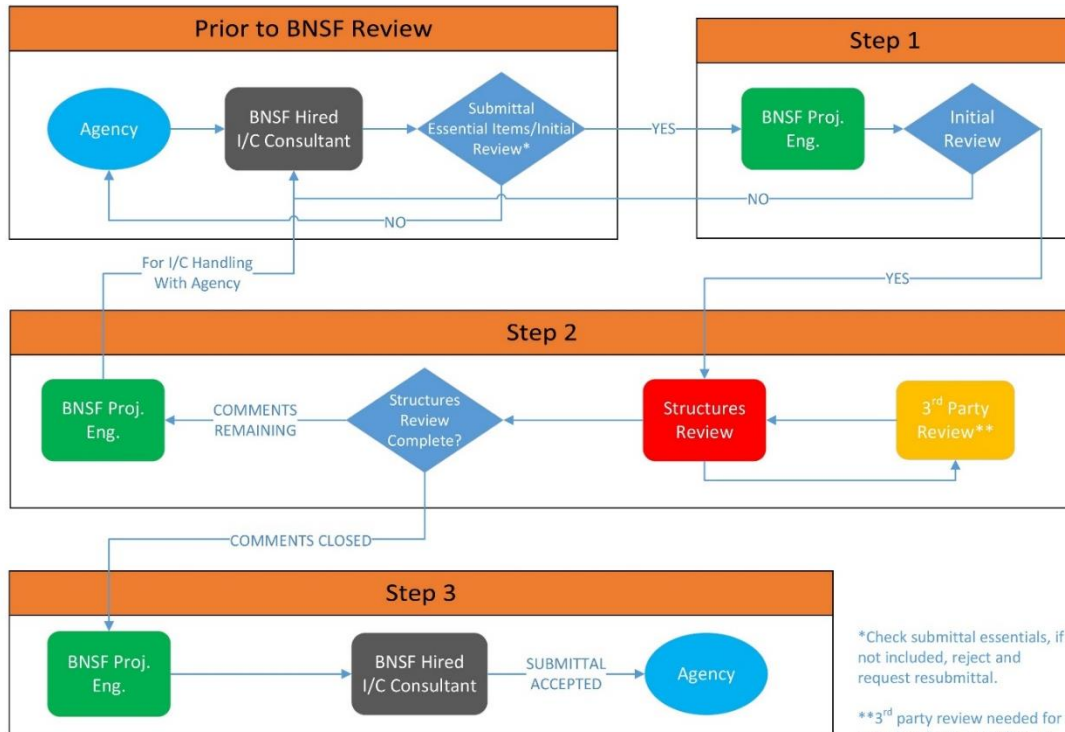 Prior to BNSF Review
Agency
BNSF Hired
I/C Consultant
Submittal
Essential Items/Initial
Review*
YES
NO
Step 1
BNSF Proj.
Eng.
Initial
Review
NO
YES
For I/C Handling
With Agency
Step 2
BNSF Proj.
Eng.
COMMENTS
REMAINING
Structures
Review
Complete?
Structures
Review
3rd Party
Review**
COMMENTS CLOSED
Step 3
BNSF Proj.
Eng.
BNSF Hired
I/C Consultant
SUBMITTAL
ACCEPTED
Agency
*Check submittal essentials, if
not included, reject and
request resubmittal.
**3rd party review needed for